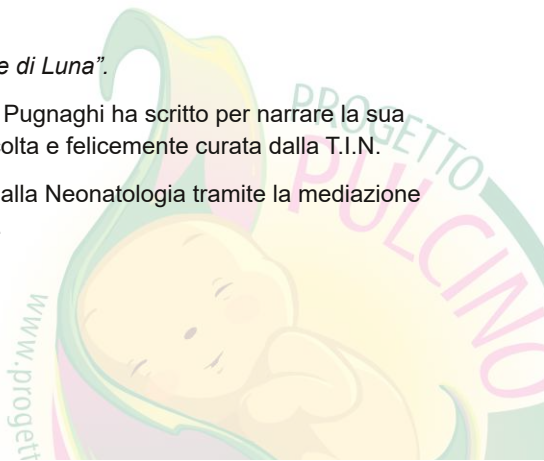 e di Luna”.
Pugnaghi ha scritto per narrare la sua
olta e felicemente curata dalla T.I.N.
alla Neonatologia tramite la mediazione
PROGETTO
PULCINO
www.progett